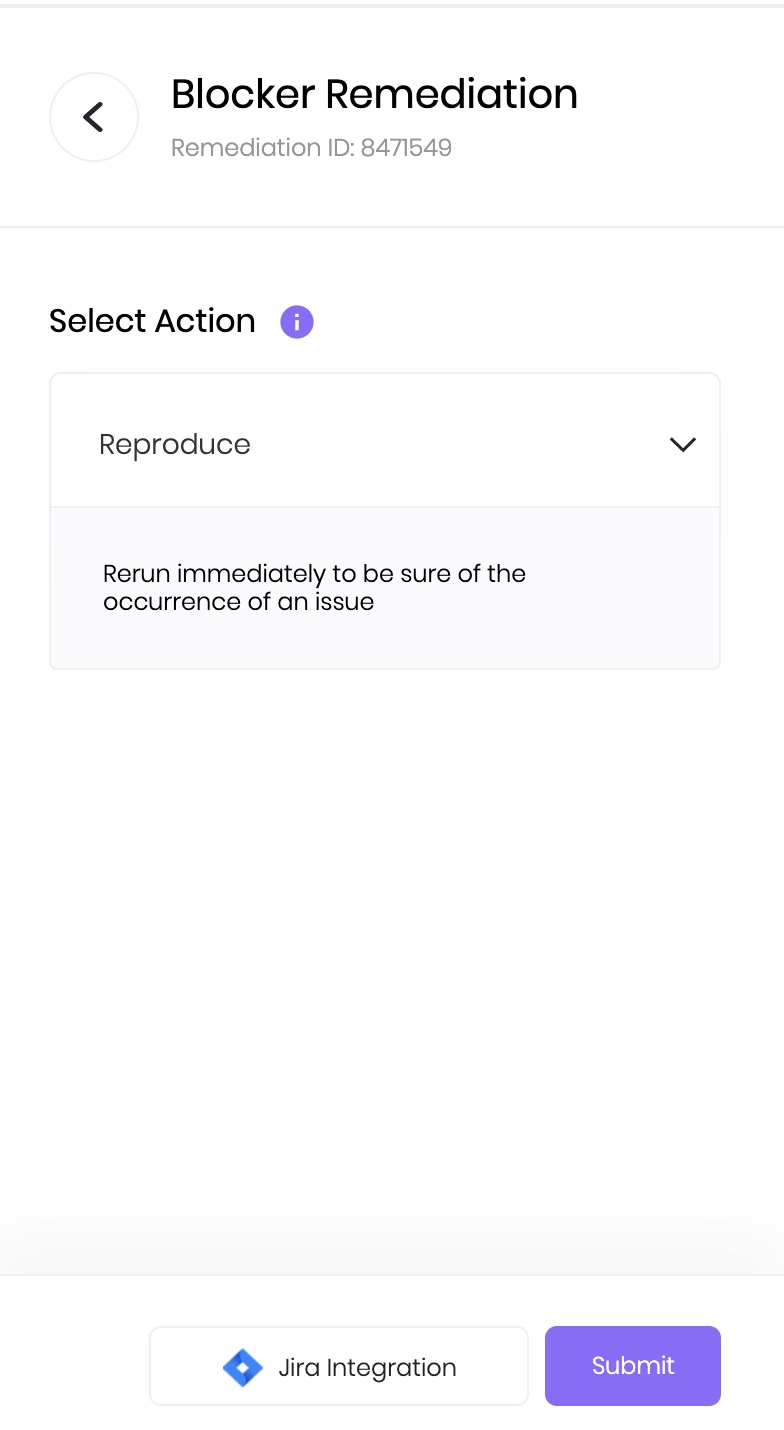 Blocker Remediation
Remediation ID: 8471549
Select Action
Reproduce
Rerun immediately to be sure of the
occurrence of an issue
Jira Integration
Submit